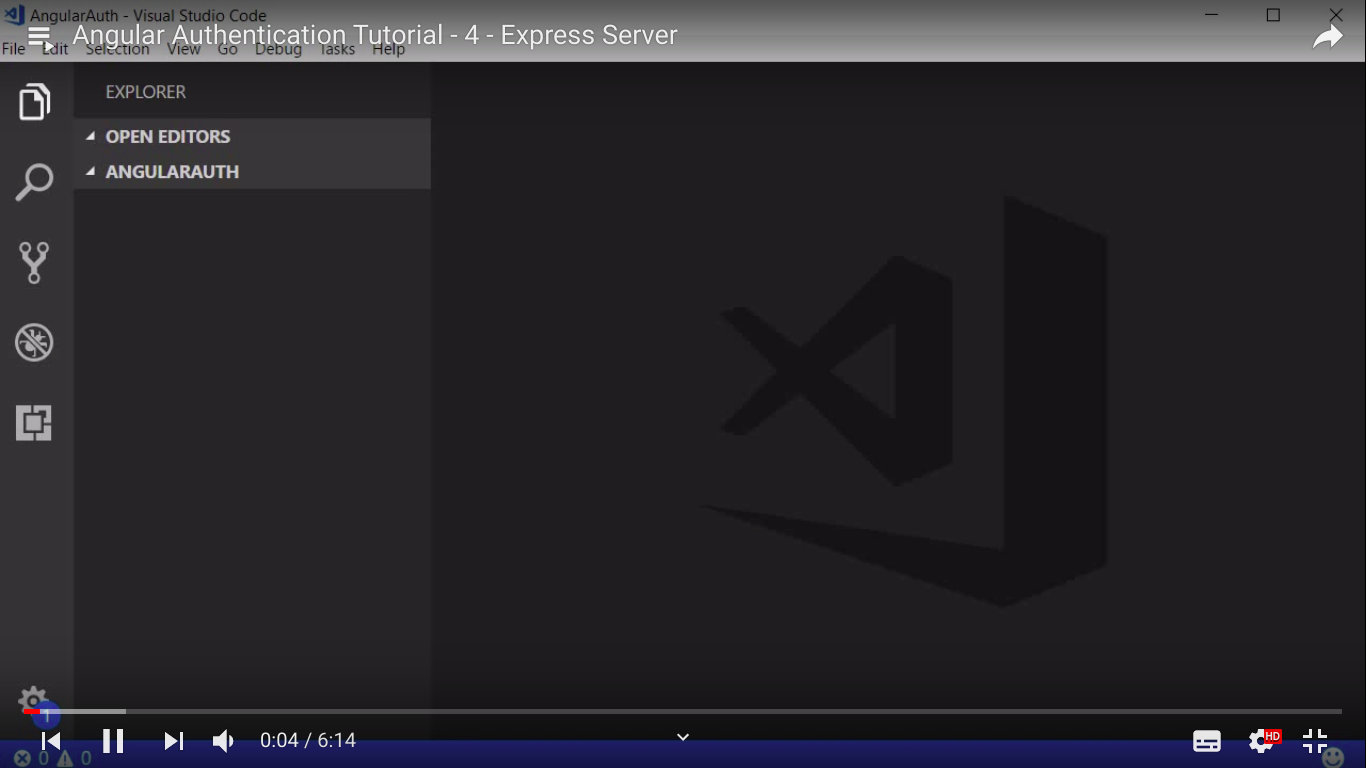 AngularAuth - Visual Studio Code
Angular Authentication Tutorial - 4 - Express Server
File Edit Selection View Go Debug Tasks Help
EXPLORER
OPEN EDITORS
ANGULARAUTH
1
0:04 / 6:14
HD
0 0